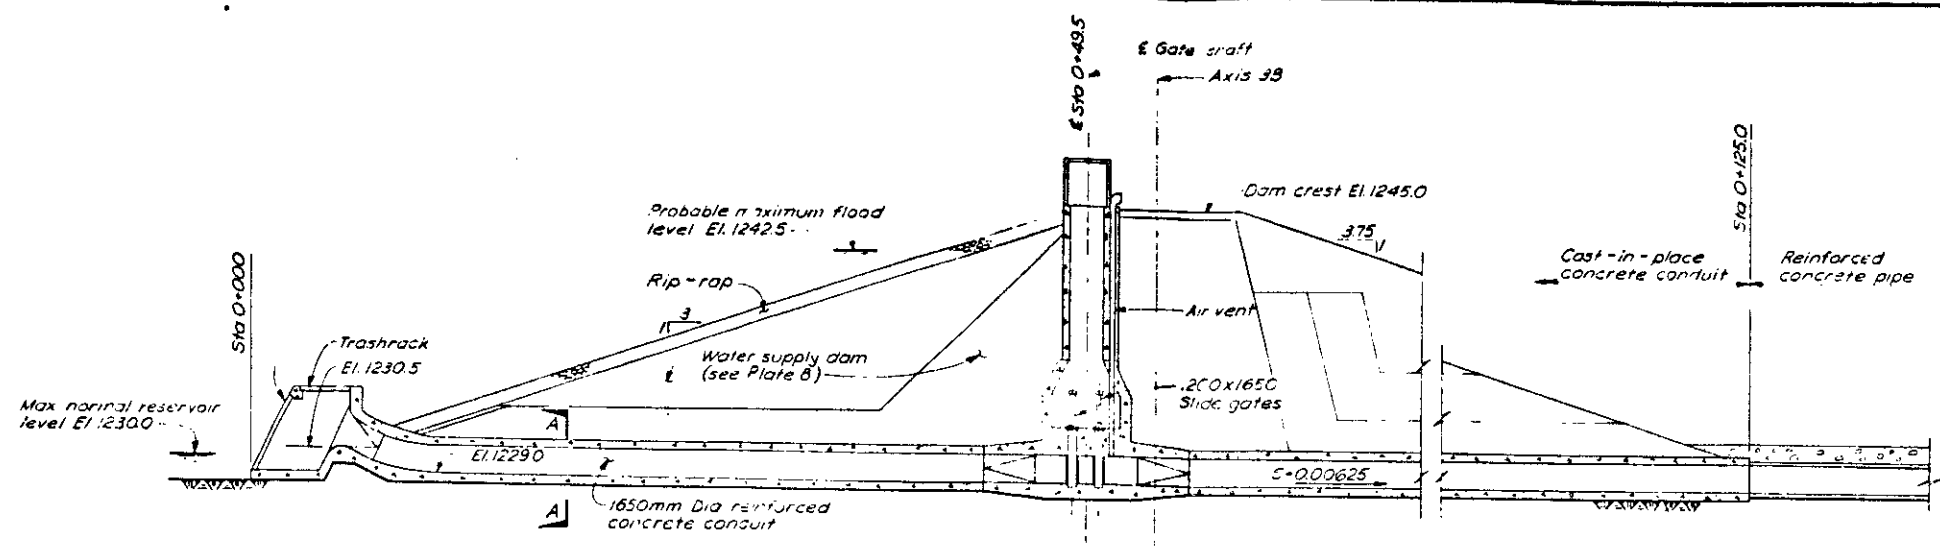 Sta 0+000
Max normal reservoir
level El 1230.0
Trashrack
El. 1230.5
El. 1229.0
Probable maximum flood
level El. 1242.5
Rip-rap
1
3
Water supply dam
(see Plate 8)
A
A
1650mm Dia reinforced
concrete conduit
℄ Sta 0+49.5
℄ Gate shaft
Axis
Dam crest El. 1245.0
3.75
1
Air vent
Slide gates
S=0.00625
Cast-in-place
concrete conduit
Sta 0+125.0
Reinforced
concrete pipe